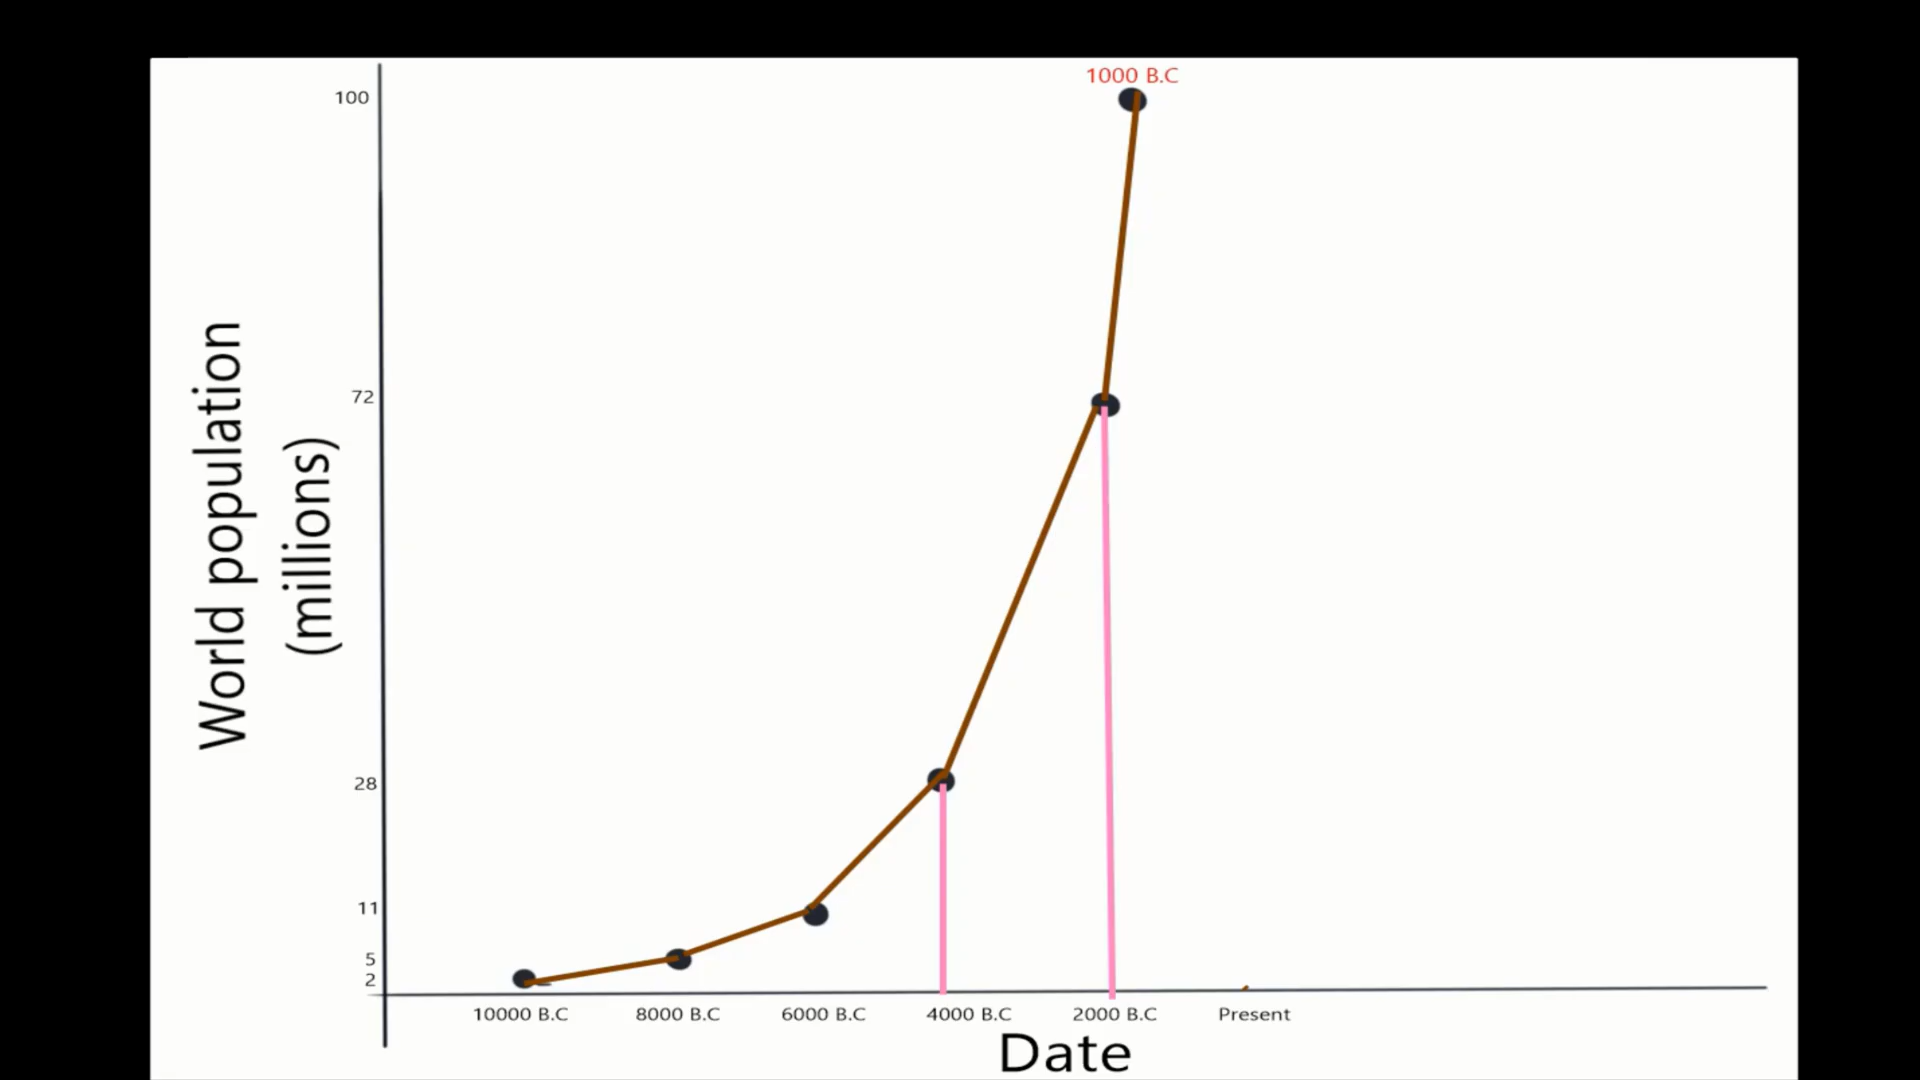 1000 B.C
100
72
28
11
5
2
World population
(millions)
10000 B.C
8000 B.C
6000 B.C
4000 B.C
2000 B.C
Present
Date